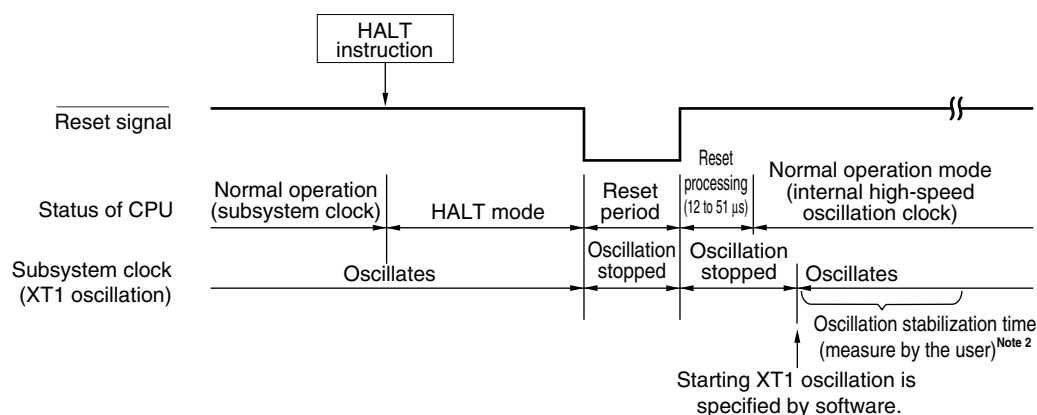 HALT
instruction
Reset signal
Status of CPU
Normal operation
(subsystem clock)
HALT mode
Reset
period
Reset
processing
(12 to 51 μs)
Normal operation mode
(internal high-speed
oscillation clock)
Subsystem clock
(XT1 oscillation)
Oscillates
Oscillation
stopped
Oscillation
stopped
Oscillates
Oscillation stabilization time
(measure by the user)Note 2
Starting XT1 oscillation is
specified by software.